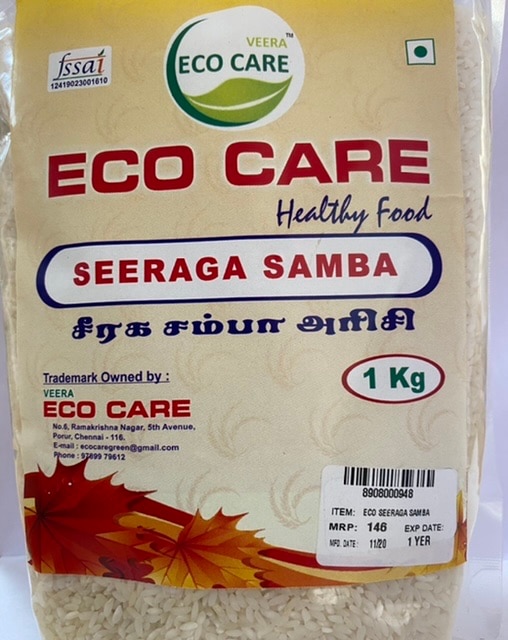 fssai
12419023001610
VEERA
TM
ECO CARE
ECO CARE
Healthy Food
SEERAGA SAMBA
சீரக சம்பா அரிசி
1 Kg
Trademark Owned by :
VEERA
ECO CARE
No.6, Ramakrishna Nagar, 5th Avenue,
Porur, Chennai - 116.
E-mail : ecocaregreen@gmail.com
Phone : 97899 79612
8908000948
ITEM: ECO SEERAGA SAMBA
MRP: 146 EXP DATE:
MFD. DATE: 11/20 1 YER